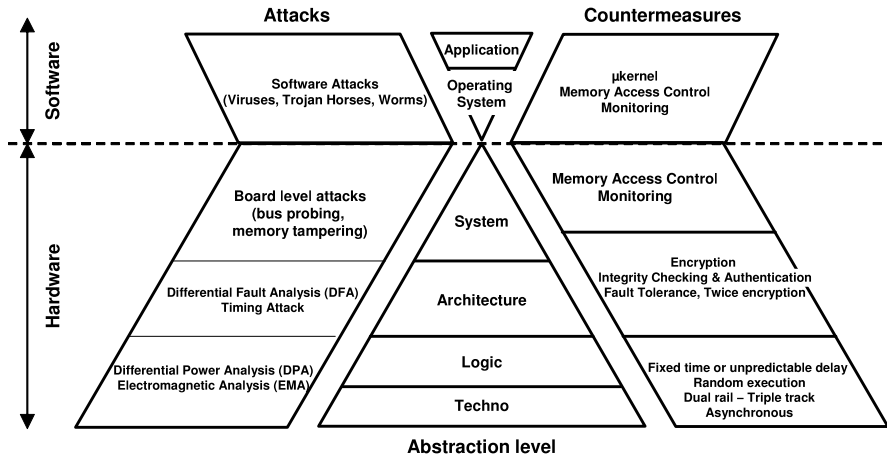 Attacks
Countermeasures
Software
Hardware
Software Attacks
(Viruses, Trojan Horses, Worms)
Application
Operating
System
µkernel
Memory Access Control
Monitoring
Board level attacks
(bus probing,
memory tampering)
System
Memory Access Control
Monitoring
Differential Fault Analysis (DFA)
Timing Attack
Architecture
Encryption
Integrity Checking & Authentication
Fault Tolerance, Twice encryption
Differential Power Analysis (DPA)
Electromagnetic Analysis (EMA)
Logic
Techno
Fixed time or unpredictable delay
Random execution
Dual rail – Triple track
Asynchronous
Abstraction level